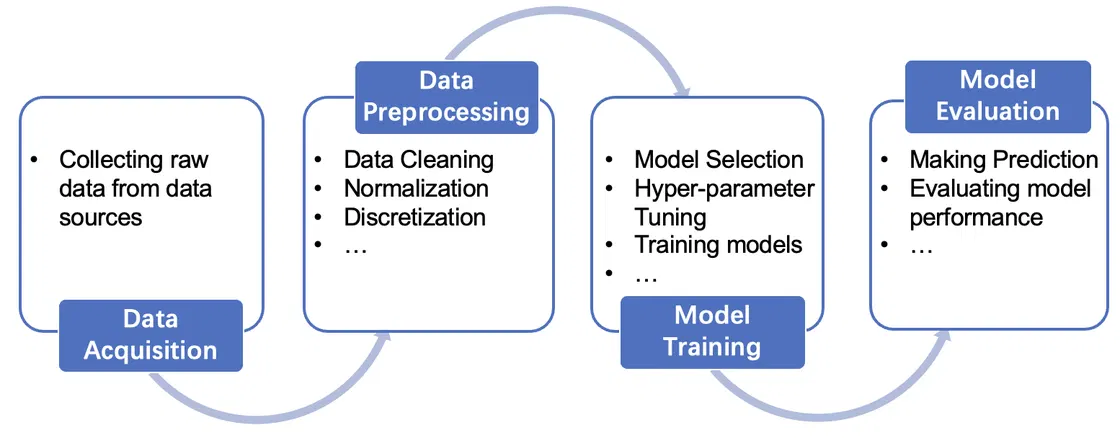 • Collecting raw
data from data
sources
Data
Acquisition
Data
Preprocessing
• Data Cleaning
• Normalization
• Discretization
• …
• Model Selection
• Hyper-parameter
Tuning
• Training models
• …
Model
Training
Model
Evaluation
• Making Prediction
• Evaluating model
performance
• …